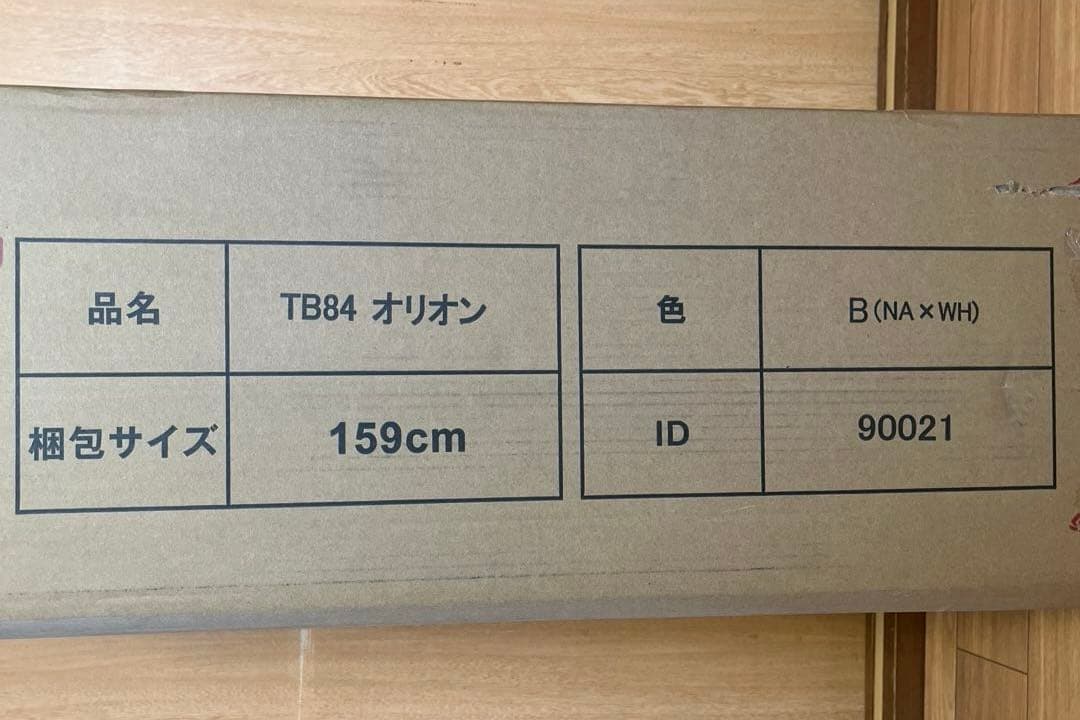 品名 TB84 オリオン
梱包サイズ 159cm
色 B(NA×WH)
ID 90021